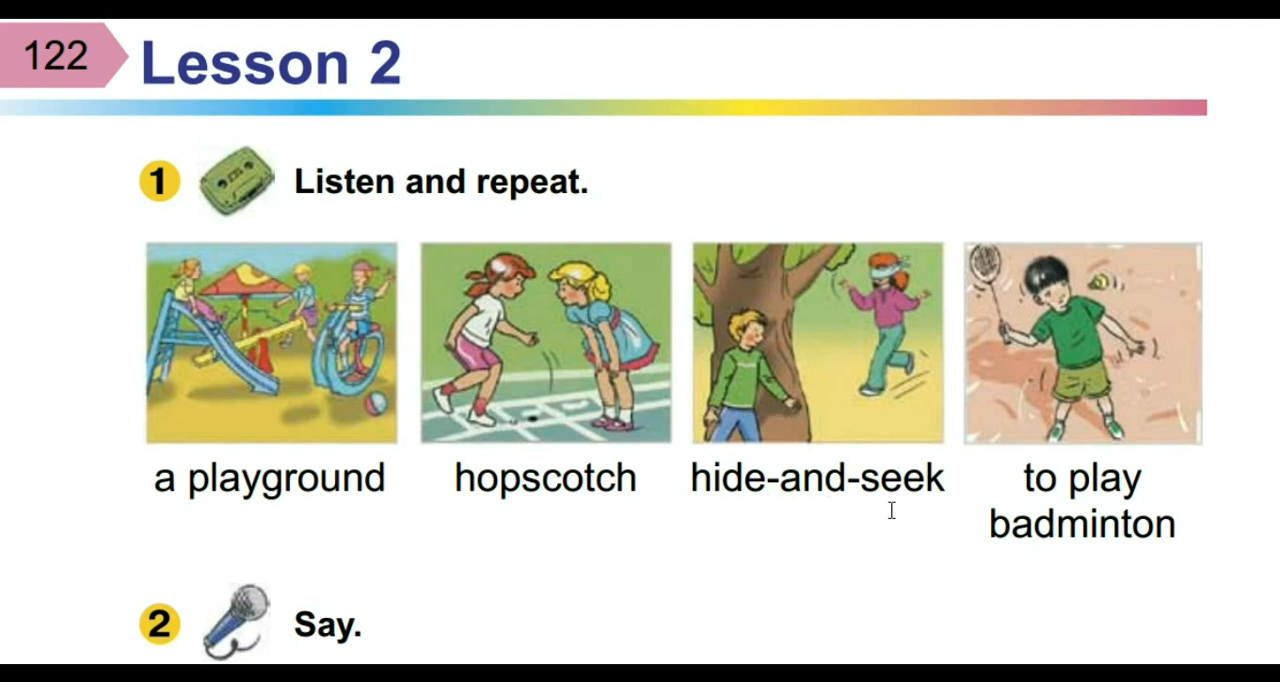 122
Lesson 2
1 Listen and repeat.
a playground
hopscotch
hide-and-seek
to play
badminton
2 Say.